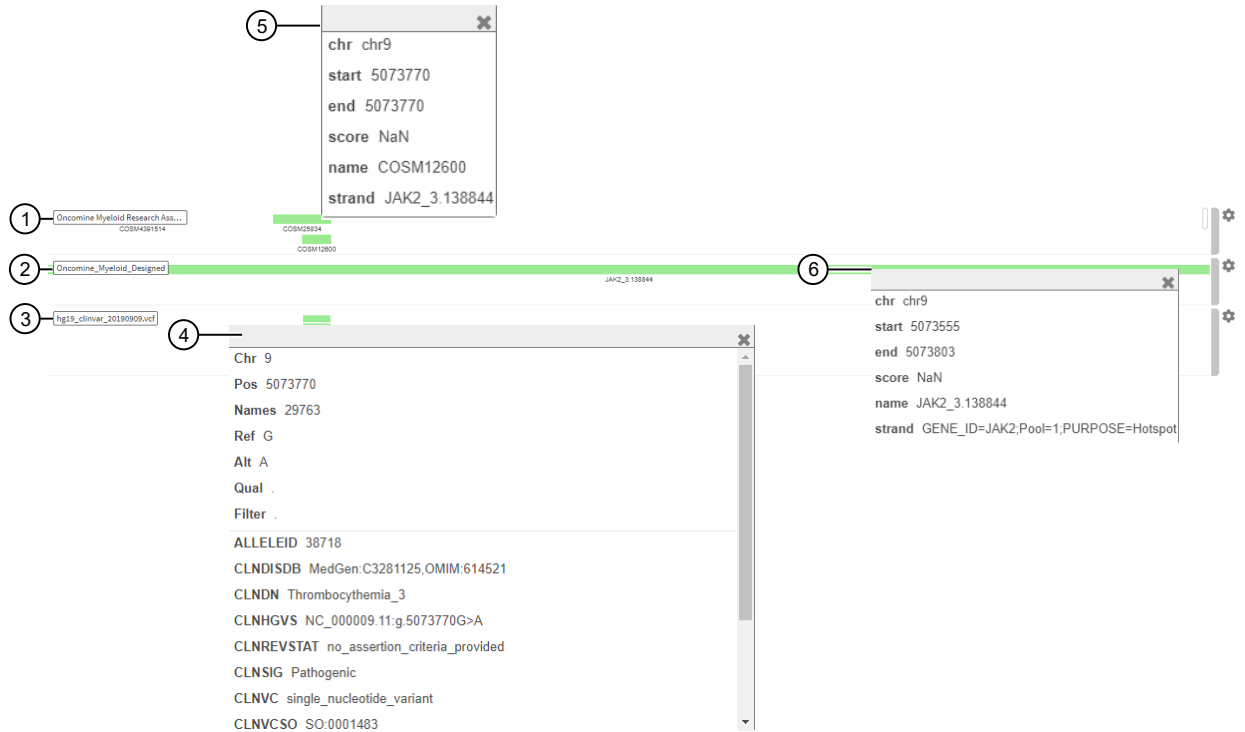 5
chr chr9
start 5073770
end 5073770
score NaN
name COSM12600
strand JAK2_3.138844
1
Oncomine Myeloid Research Ass...
COSM4391514
COSM25834
COSM12600
2
Oncomine_Myeloid_Designed
JAK2_3.138844
6
chr chr9
start 5073555
end 5073803
score NaN
name JAK2_3.138844
strand GENE_ID=JAK2;Pool=1;PURPOSE=Hotspot
3
hg19_clinvar_20190909.vcf
4
Chr 9
Pos 5073770
Names 29763
Ref G
Alt A
Qual .
Filter .
ALLELEID 38718
CLNDISDB MedGen:C3281125,OMIM:614521
CLNDN Thrombocythemia_3
CLNHGVS NC_000009.11:g.5073770G>A
CLNREVSTAT no_assertion_criteria_provided
CLNSIG Pathogenic
CLNVC single_nucleotide_variant
CLNVCSO SO:0001483